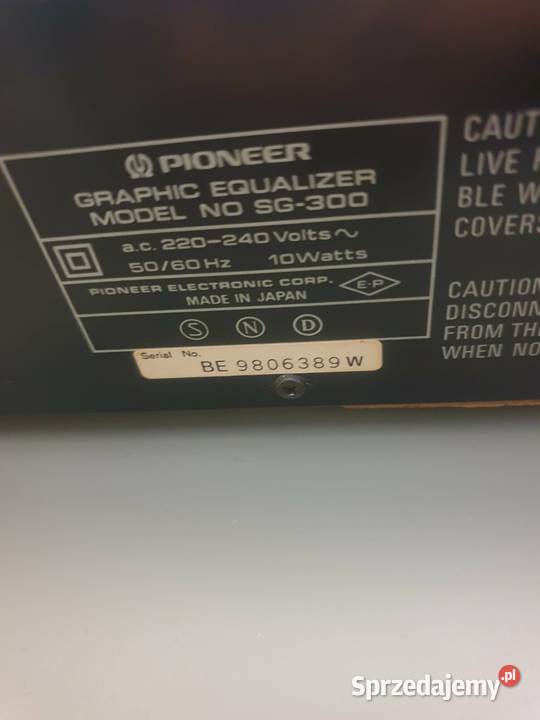 PIONEER
GRAPHIC EQUALIZER
MODEL NO SG-300
a.c. 220-240 Volts~
50/60 Hz 10 Watts
PIONEER ELECTRONIC CORP.
MADE IN JAPAN
E-P
S N D
Serial No.
BE 9806389 W
CAUT
LIVE
BLE W
COVERS
CAUTION
DISCONN
FROM THE
WHEN NO
Sprzedajemy.pl